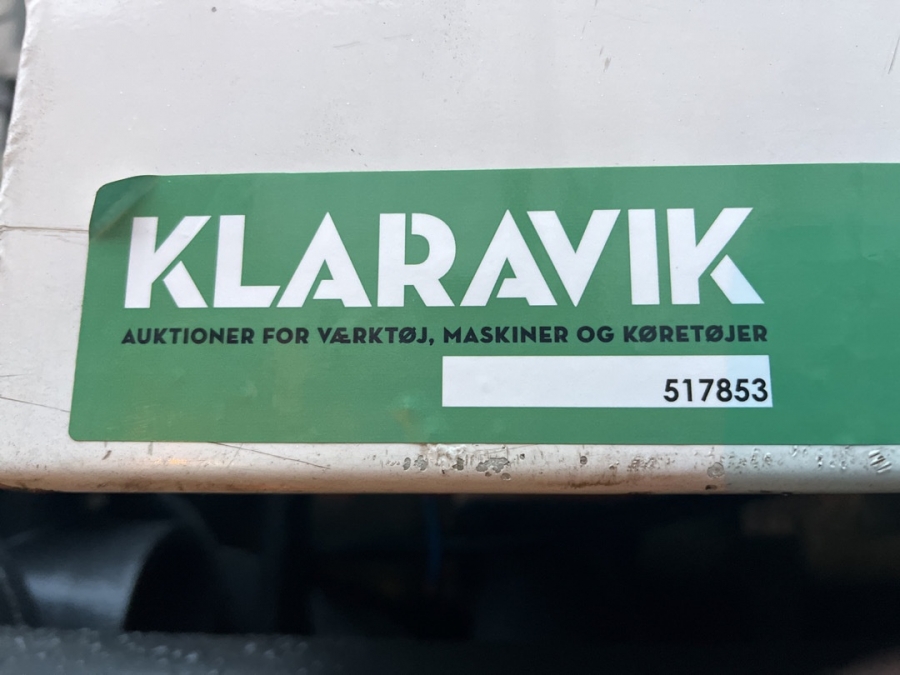 KLARAVIK
AUKTIONER FOR VÆRKTØJ, MASKINER OG KØRETØJER
517853